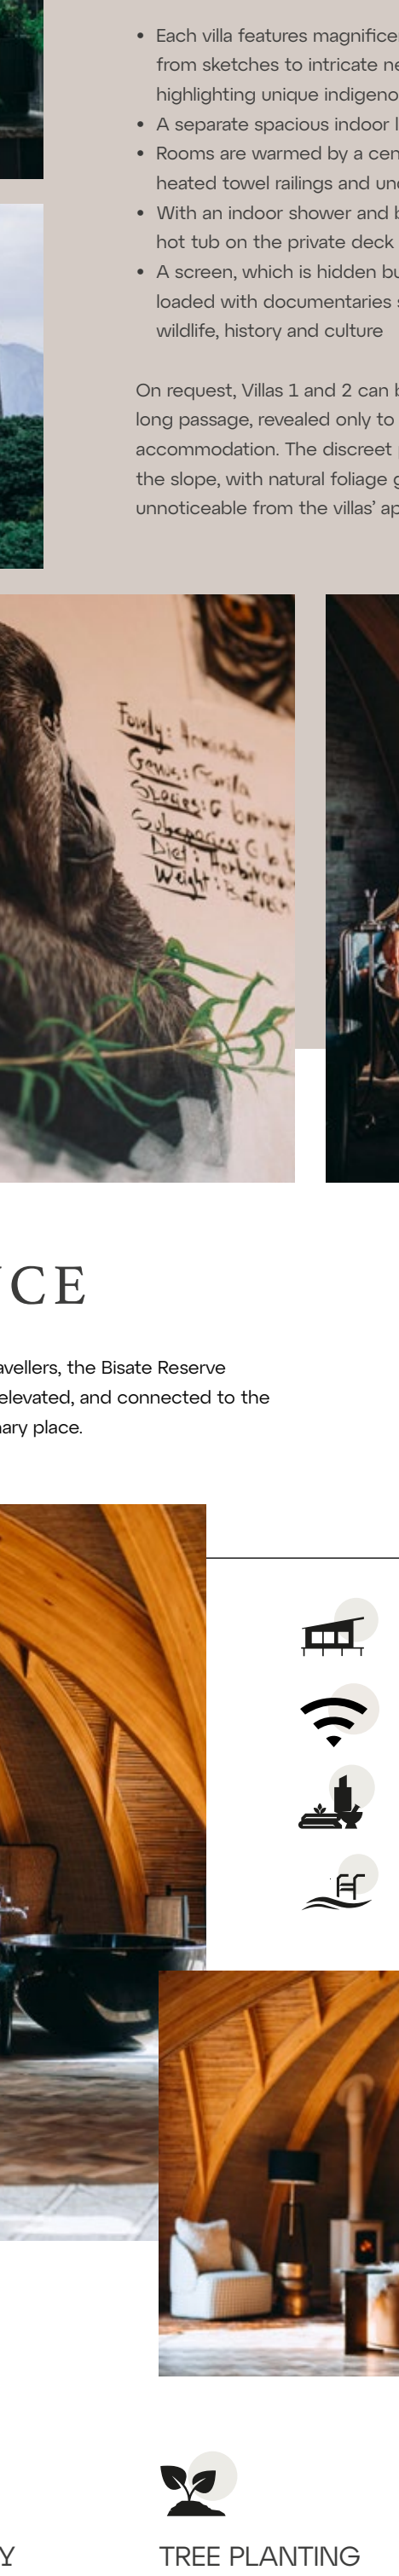 • Each villa features magnifice
from sketches to intricate ne
highlighting unique indigeno
• A separate spacious indoor l
• Rooms are warmed by a cen
heated towel railings and un
• With an indoor shower and b
hot tub on the private deck
• A screen, which is hidden bu
loaded with documentaries s
wildlife, history and culture
On request, Villas 1 and 2 can b
long passage, revealed only to
accommodation. The discreet
the slope, with natural foliage g
unnoticeable from the villas’ ap
Family:
Genus: Gorilla
Species: G
Subspecies: G
Diet: Herbivorous
Weight:
CE
avellers, the Bisate Reserve
elevated, and connected to the
nary place.
Y
TREE PLANTING